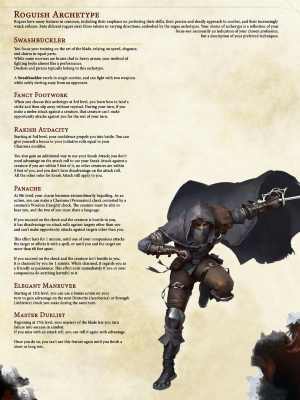 ROGUISH ARCHETYPE
Rogues have many features in common, including their emphasis on perfecting their skills, their precise and deadly approach to combat, and their increasingly
quick reflexes. But different rogues steer those talents in varying directions, embodied by the rogue archetypes. Your choice of archetype is a reflection of your
focus-not necessarily an indication of your chosen profession,
but a description of your preferred techniques.
SWASHBUCKLER
You focus your training on the art of the blade, relying on speed, elegance,
and charm in equal parts.
While some warriors are brutes clad in heavy armor, your method of
fighting looks almost like a performance.
Duelists and pirates typically belong to this archetype.
A Swashbuckler excels in single combat, and can fight with two weapons
while safely darting away from an opponent.
FANCY FOOTWORK
When you choose this archetype at 3rd level, you learn how to land a
strike and then slip away without reprisal. During your turn, if you
make a melee attack against a creature, that creature can't make
opportunity attacks against you for the rest of your turn.
RAKISH AUDACITY
Starting at 3rd level, your confidence propels you into battle. You can
give yourself a bonus to your initiative rolls equal to your
Charisma modifier.
You also gain an additional way to use your Sneak Attack; you don't
need advantage on the attack roll to use your Sneak Attack against a
creature if you are within 5 feet of it, no other creatures are within
5 feet of you, and you don't have disadvantage on the attack roll.
All the other rules for Sneak Attack still apply to you.
PANACHE
At 9th level, your charm becomes extraordinarily beguiling. As an
action, you can make a Charisma (Persuasion) check contested by a
creature's Wisdom (Insight) check. The creature must be able to
hear you, and the two of you must share a language.
If you succeed on the check and the creature is hostile to you,
it has disadvantage on attack rolls against targets other than you
and can't make opportunity attacks against targets other than you.
This effect lasts for 1 minute, until one of your companions attacks
the target or affects it with a spell, or until you and the target are
more than 60 feet apart.
If you succeed on the check and the creature isn't hostile to you,
it is charmed by you for 1 minute. While charmed, it regards you as
a friendly acquaintance. This effect ends immediately if you or your
companions do anything harmful to it.
ELEGANT MANEUVER
Starting at 13th level, you can use a bonus action on your
turn to gain advantage on the next Dexterity (Acrobatics) or Strength
(Athletics) check you make during the same turn.
MASTER DUELIST
Beginning at 17th level, your mastery of the blade lets you turn
failure into success in combat.
If you miss with an attack roll, you can roll it again with advantage.
Once you do so, you can't use this feature again until you finish a
short or long rest.